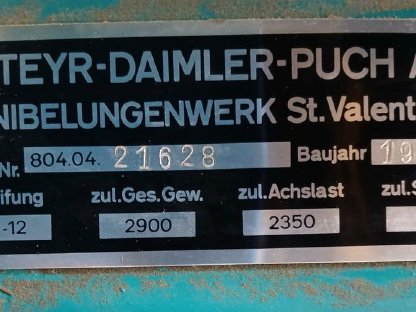 TEYR-DAIMLER-PUCH A
NIBELUNGENWERK St. Valent
Nr. 804.04. 21628 Baujahr 19
ifung zul.Ges.Gew. zul.Achslast zul.S
-12 2900 2350